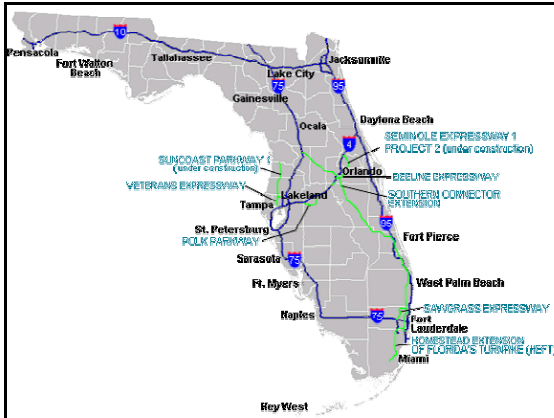 10
Pensacola
Fort Walton
Beach
Tallahassee
Jacksonville
Lake City
75
95
Gainesville
Ocala
Daytona Beach
4
SEMINOLE EXPRESSWAY 1
PROJECT 2 (under construction)
SUNCOAST PARKWAY 1
(under construction)
Orlando
BEELINE EXPRESSWAY
VETERANS EXPRESSWAY
Lakeland
SOUTHERN CONNECTOR
EXTENSION
Tampa
St. Petersburg
POLK PARKWAY
95
Fort Pierce
Sarasota
75
Ft. Myers
West Palm Beach
SAWGRASS EXPRESSWAY
Naples
75
Fort
Lauderdale
HOMESTEAD EXTENSION
OF FLORIDA'S TURNPIKE (HEFT)
Miami
Key West